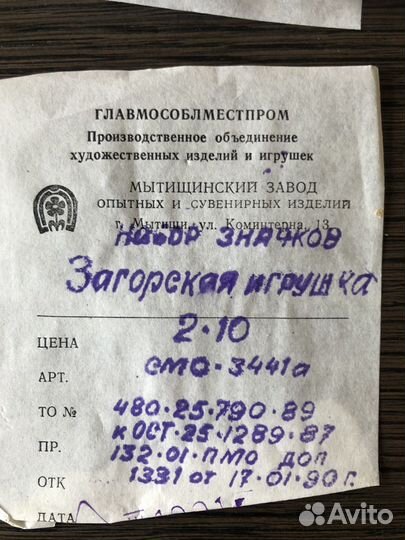 ГЛАВМОСОБЛМЕСТПРОМ
Производственное объединение
художественных изделий и игрушек
МЫТИЩИНСКИЙ ЗАВОД
ОПЫТНЫХ И СУВЕНИРНЫХ ИЗДЕЛИЙ
г. Мытищи, ул. Коминтерна, 13
НАБОР ЗНАЧКОВ
ЗАГОРСКАЯ ИГРУШКА
ЦЕНА 2·10
АРТ. СМО-3441а
ТО № 480·25·790·89
К ОСТ·25·1289·87
ПР. 132·01·ПМО ДОП
ОТК 1331 от 17·01·90г.
ДАТА
Avito